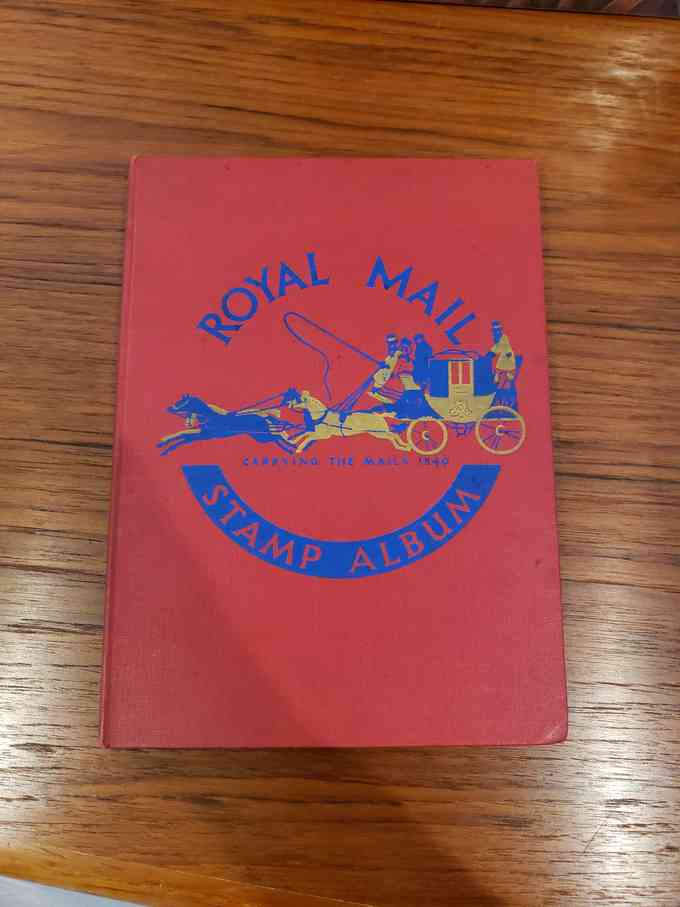 ROYAL MAIL
CARRYING THE MAILS 1840
STAMP ALBUM